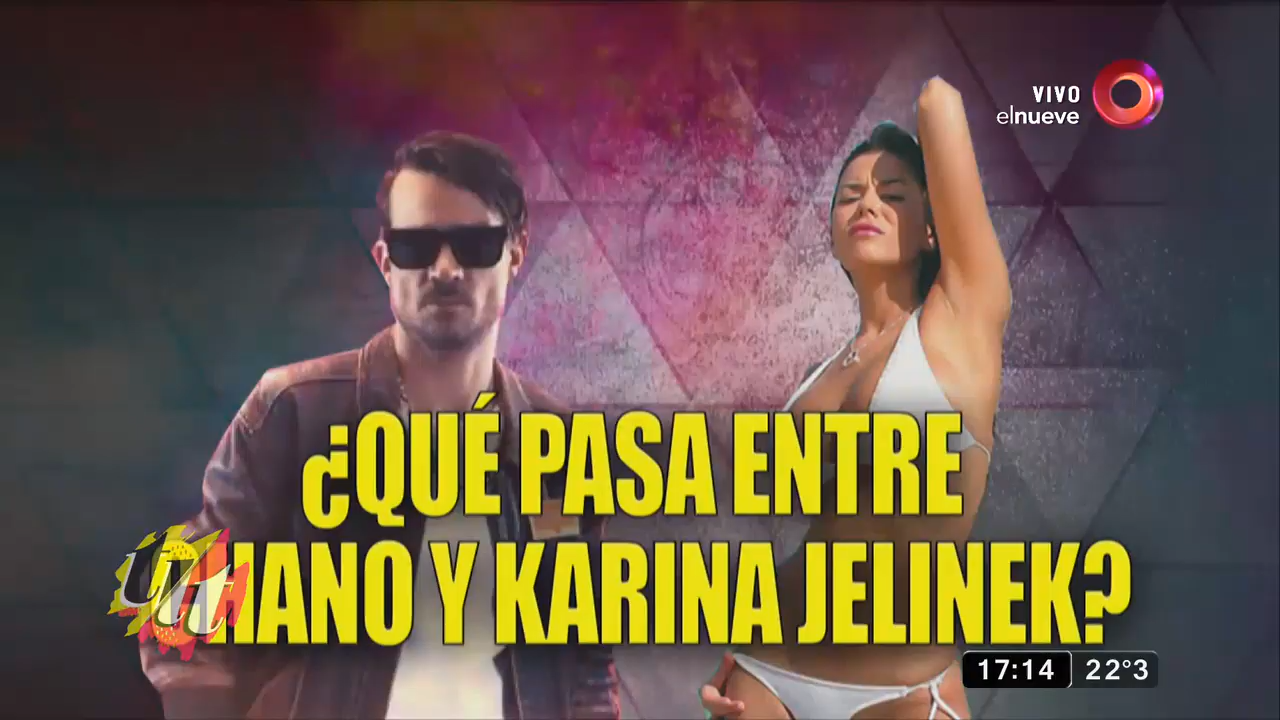 VIVO
elnueve
¿QUÉ PASA ENTRE
HANO Y KARINA JELINEK?
17:14 22°3